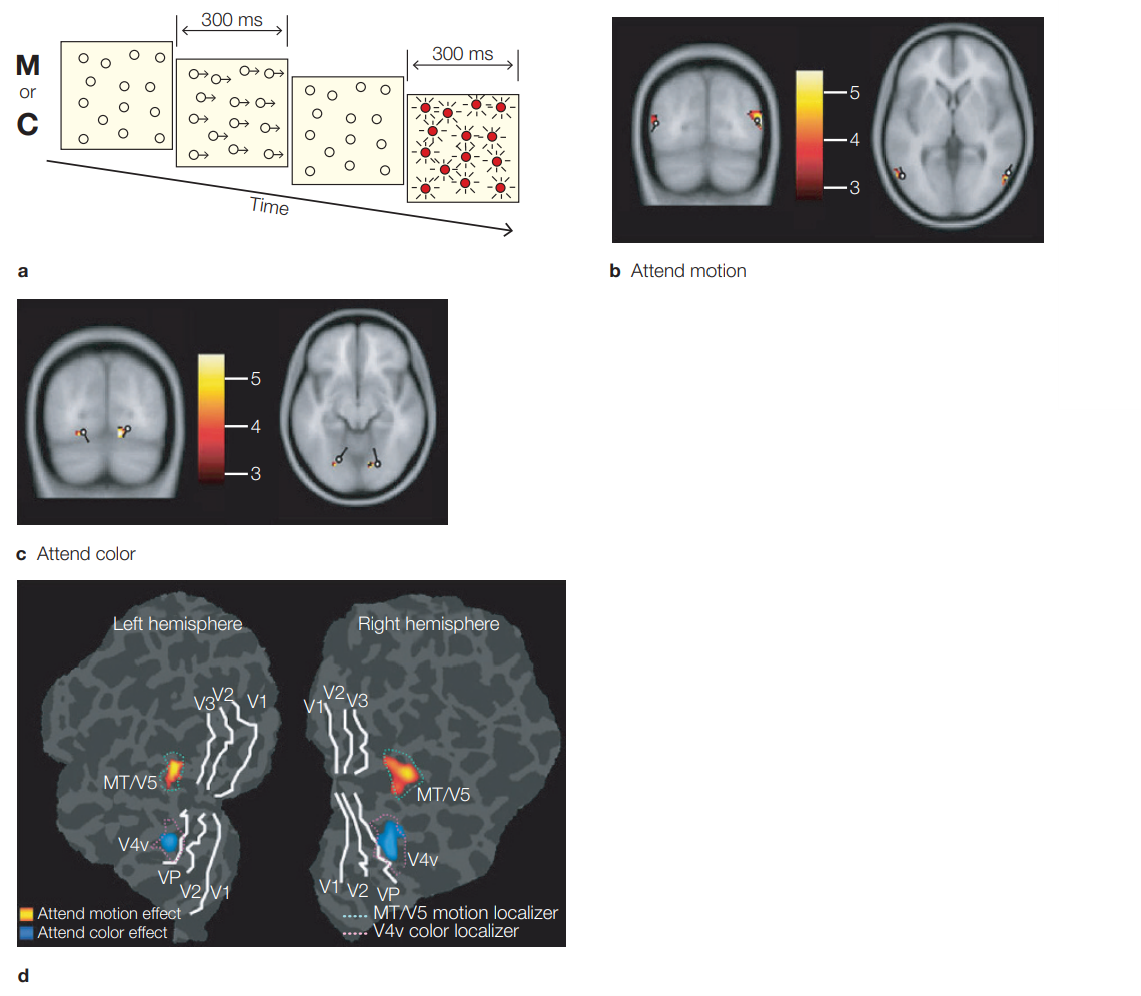 300 ms
300 ms
M
or
C
Time
a
5
4
3
b Attend motion
5
4
3
c Attend color
Left hemisphere
Right hemisphere
V3
V2
V1
V1
V2
V3
MT/V5
MT/V5
V4v
V4v
VP
V2
V1
V1
V2
VP
Attend motion effect
Attend color effect
MT/V5 motion localizer
V4v color localizer
d